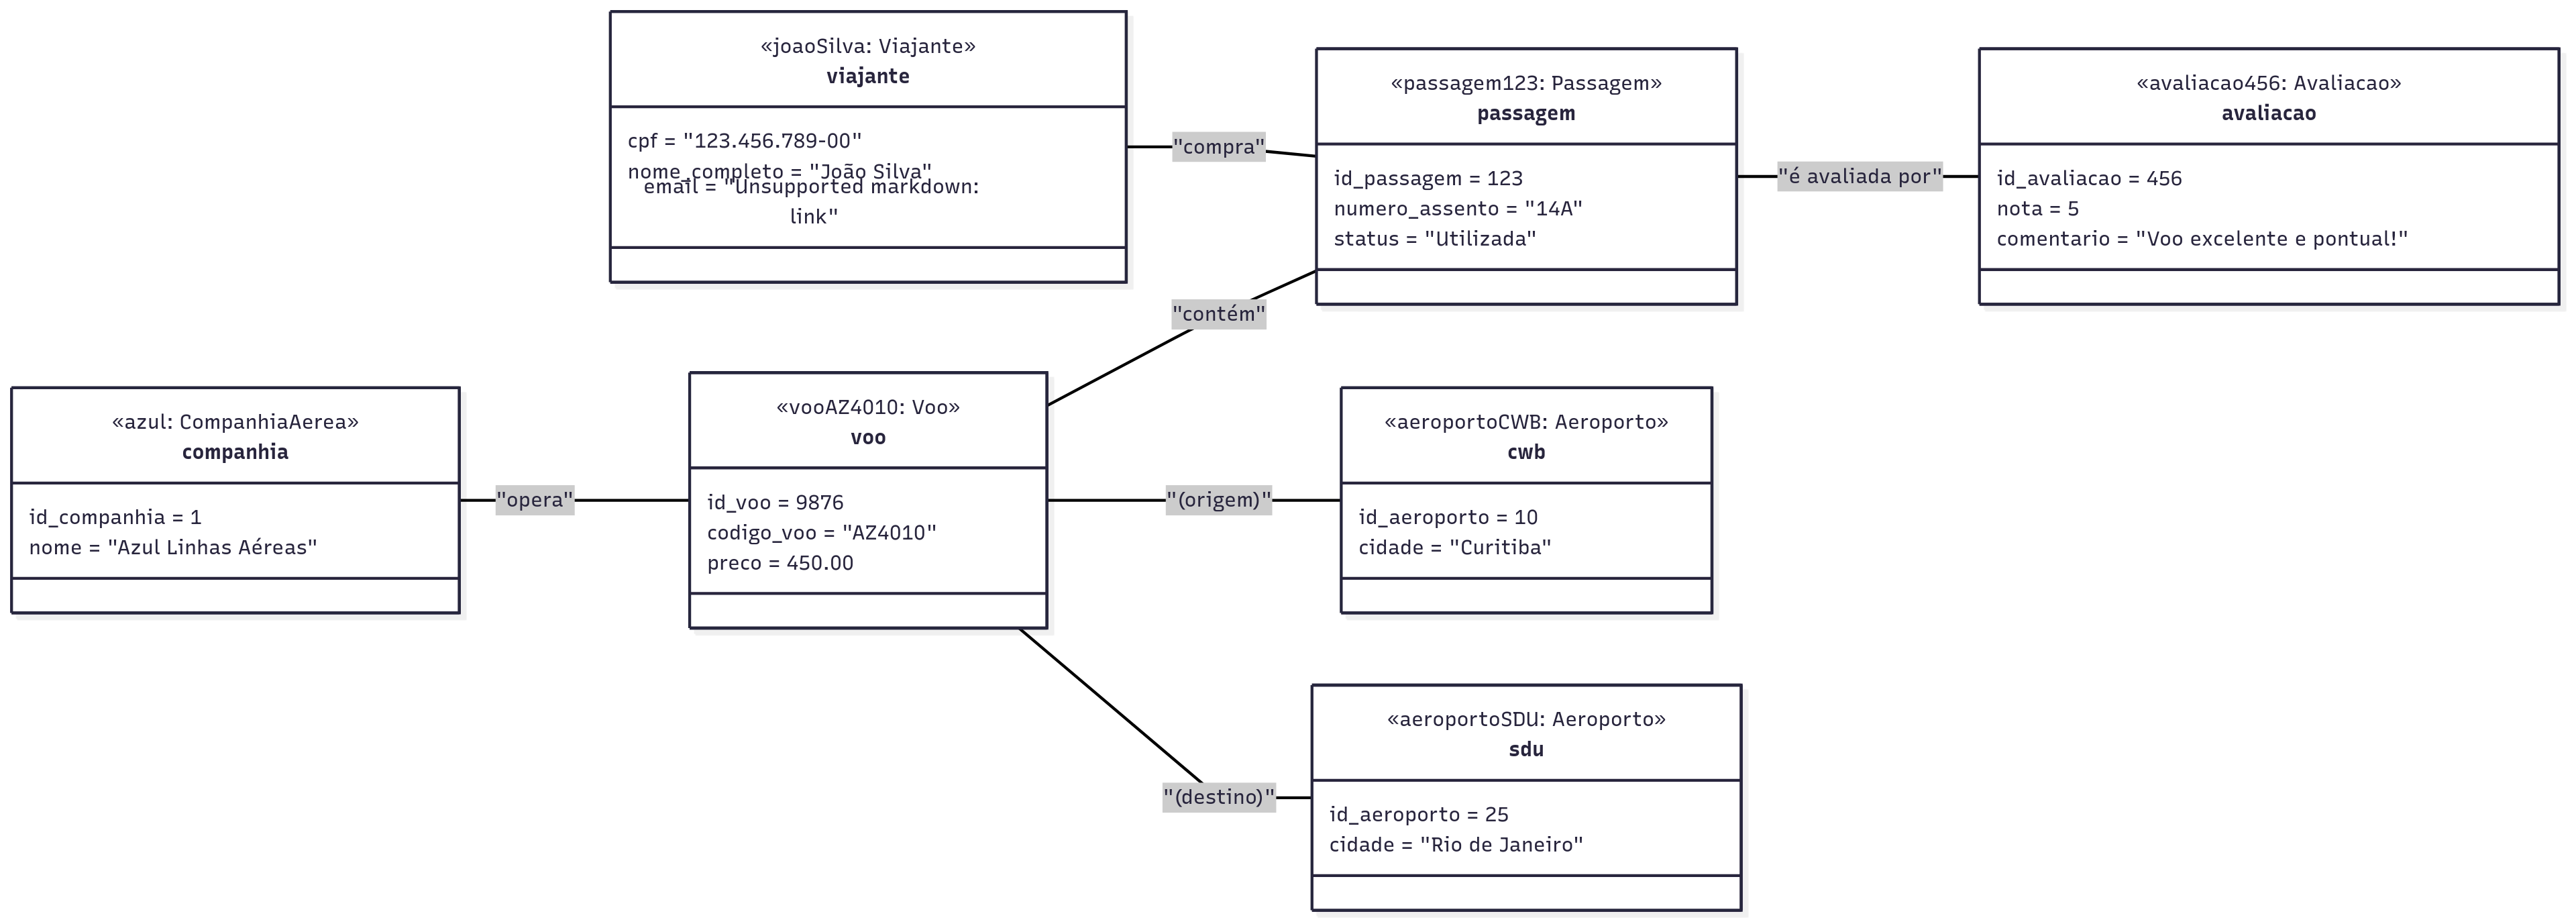 «joaoSilva: Viajante»
viajante
cpf = "123.456.789-00"
nome_completo = "João Silva"
email = "Unsupported markdown:
link"
"compra"
«passagem123: Passagem»
passagem
id_passagem = 123
numero_assento = "14A"
status = "Utilizada"
"é avaliada por"
«avaliacao456: Avaliacao»
avaliacao
id_avaliacao = 456
nota = 5
comentario = "Voo excelente e pontual!"
"contém"
«azul: CompanhiaAerea»
companhia
id_companhia = 1
nome = "Azul Linhas Aéreas"
"opera"
«vooAZ4010: Voo»
voo
id_voo = 9876
codigo_voo = "AZ4010"
preco = 450.00
"(origem)"
«aeroportoCWB: Aeroporto»
cwb
id_aeroporto = 10
cidade = "Curitiba"
"(destino)"
«aeroportoSDU: Aeroporto»
sdu
id_aeroporto = 25
cidade = "Rio de Janeiro"